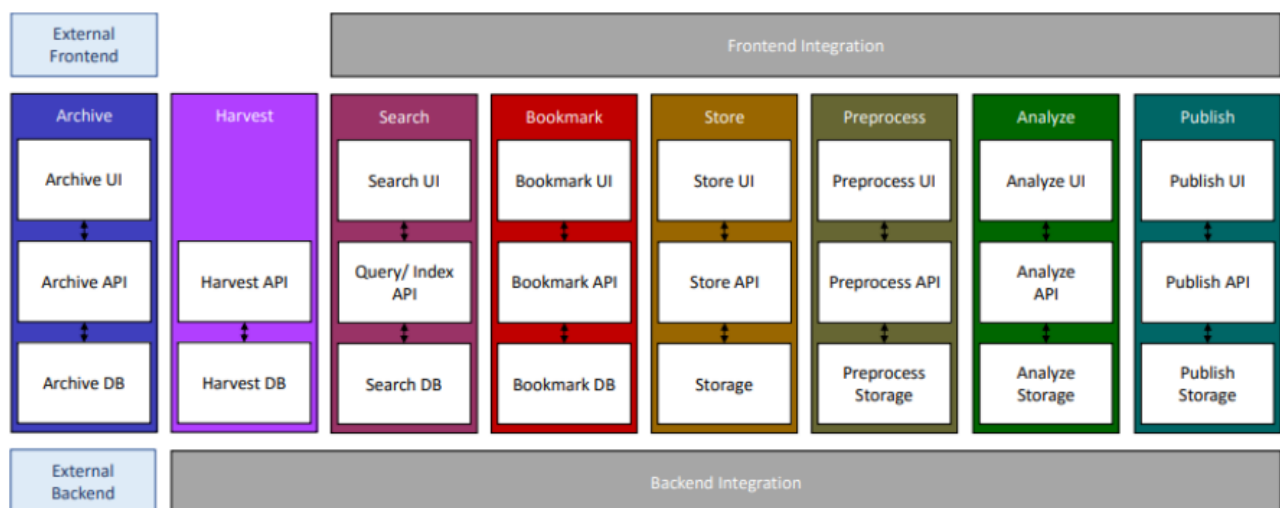 External
Frontend
Frontend Integration
Archive
Harvest
Search
Bookmark
Store
Preprocess
Analyze
Publish
Archive UI
Search UI
Bookmark UI
Store UI
Preprocess UI
Analyze UI
Publish UI
Archive API
Harvest API
Query/ Index
API
Bookmark API
Store API
Preprocess API
Analyze
API
Publish API
Archive DB
Harvest DB
Search DB
Bookmark DB
Storage
Preprocess
Storage
Analyze
Storage
Publish
Storage
External
Backend
Backend Integration